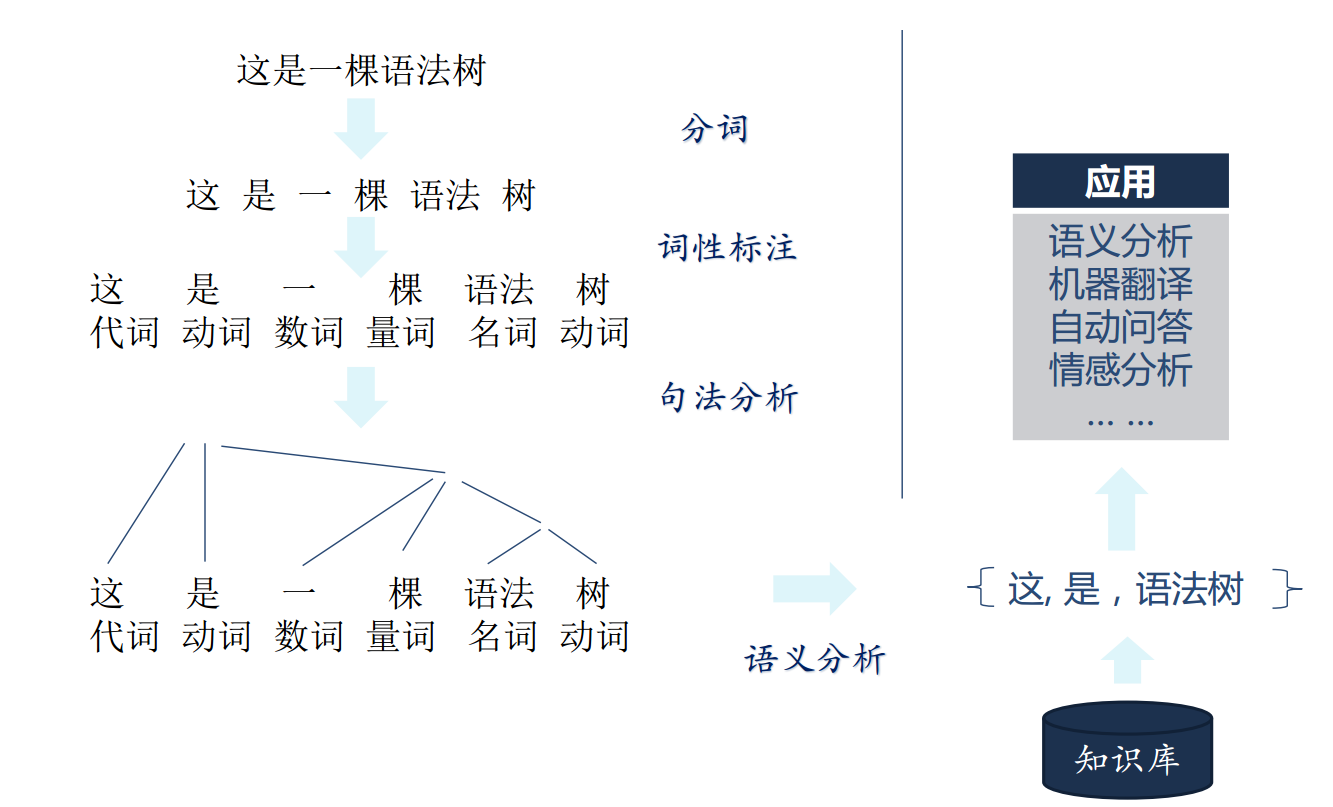 这是一棵语法树
分词
这 是 一 棵 语法 树
词性标注
这 是 一 棵 语法 树
代词 动词 数词 量词 名词 动词
句法分析
这 是 一 棵 语法 树
代词 动词 数词 量词 名词 动词
语义分析
应用
语义分析
机器翻译
自动问答
情感分析
... ...
{ 这, 是 , 语法树 }
知识库